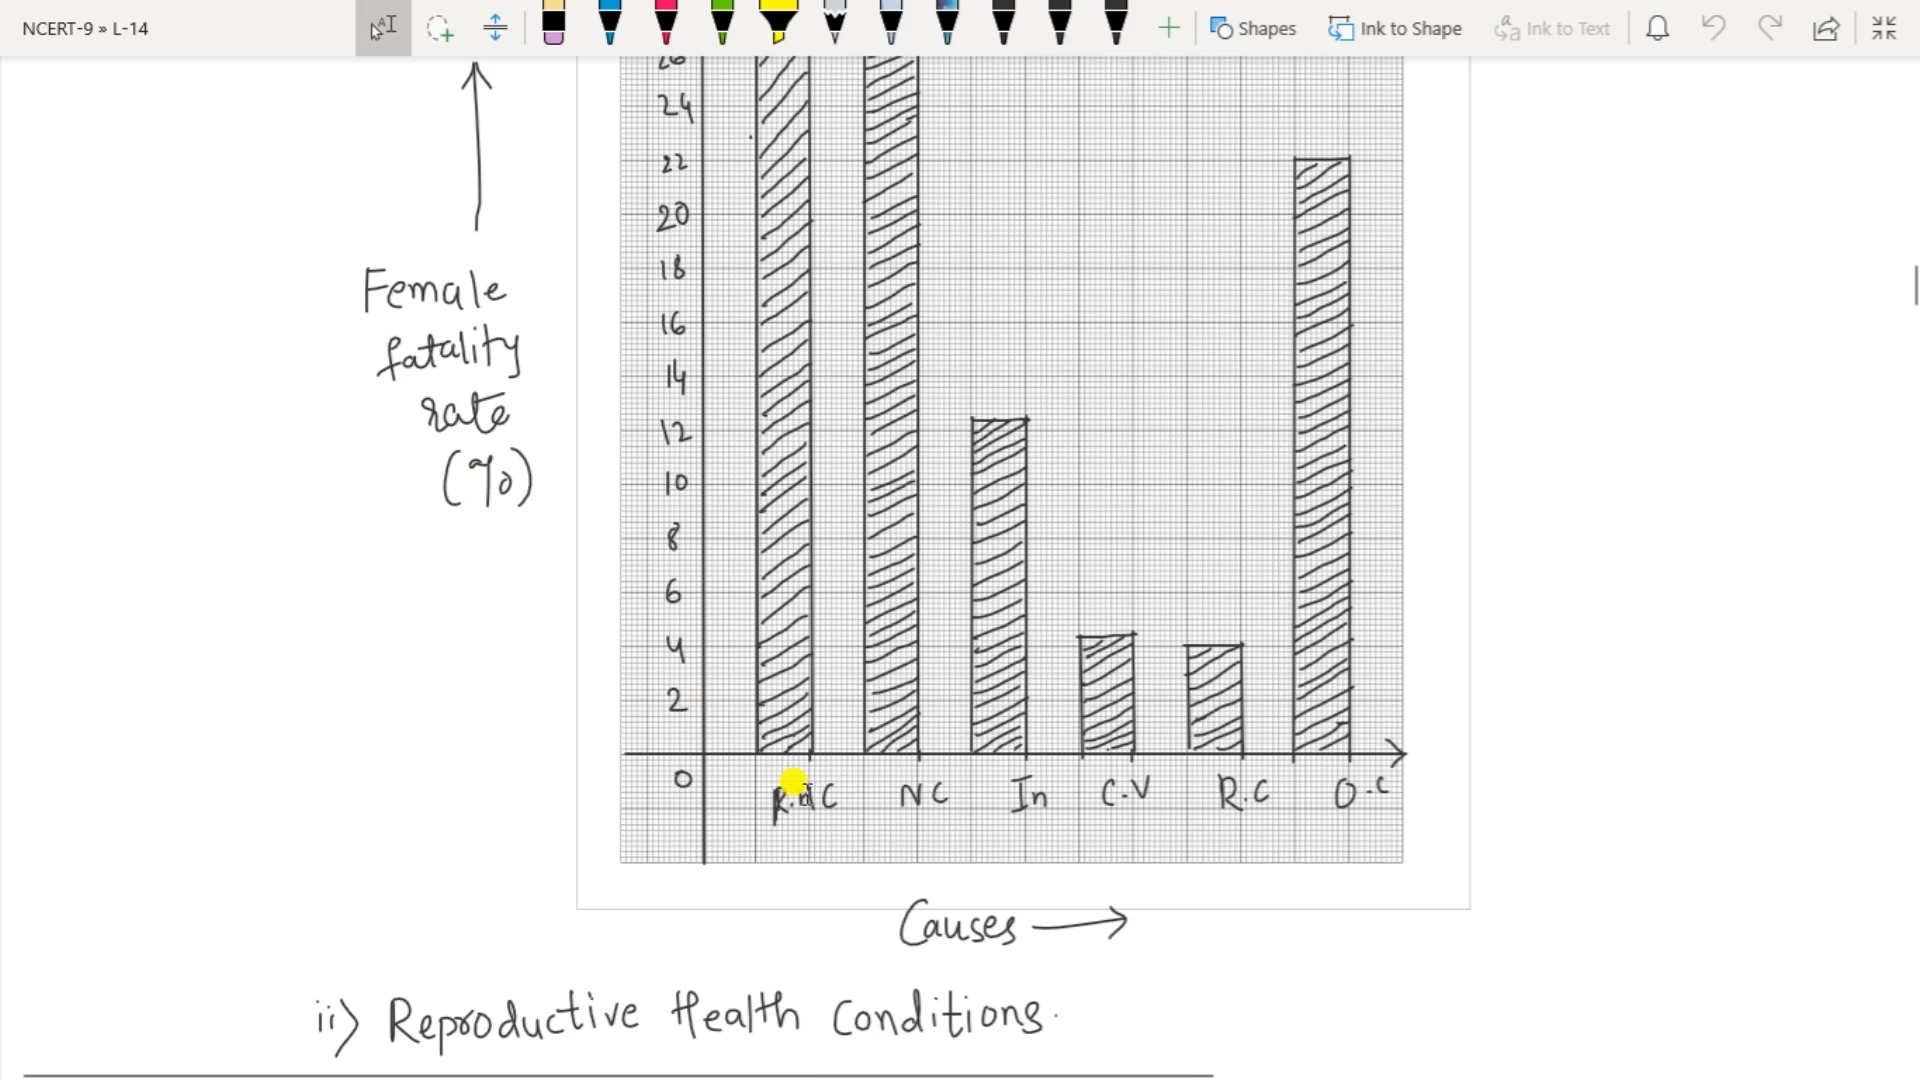 NCERT-9 » L-14
Shapes
Ink to Shape
Ink to Text
26
24
22
20
18
16
14
12
10
8
6
4
2
0
Female
fatality
rate
(%)
NC
In
C.V
R.C
O.C
Causes
ii) Reproductive Health Conditions.